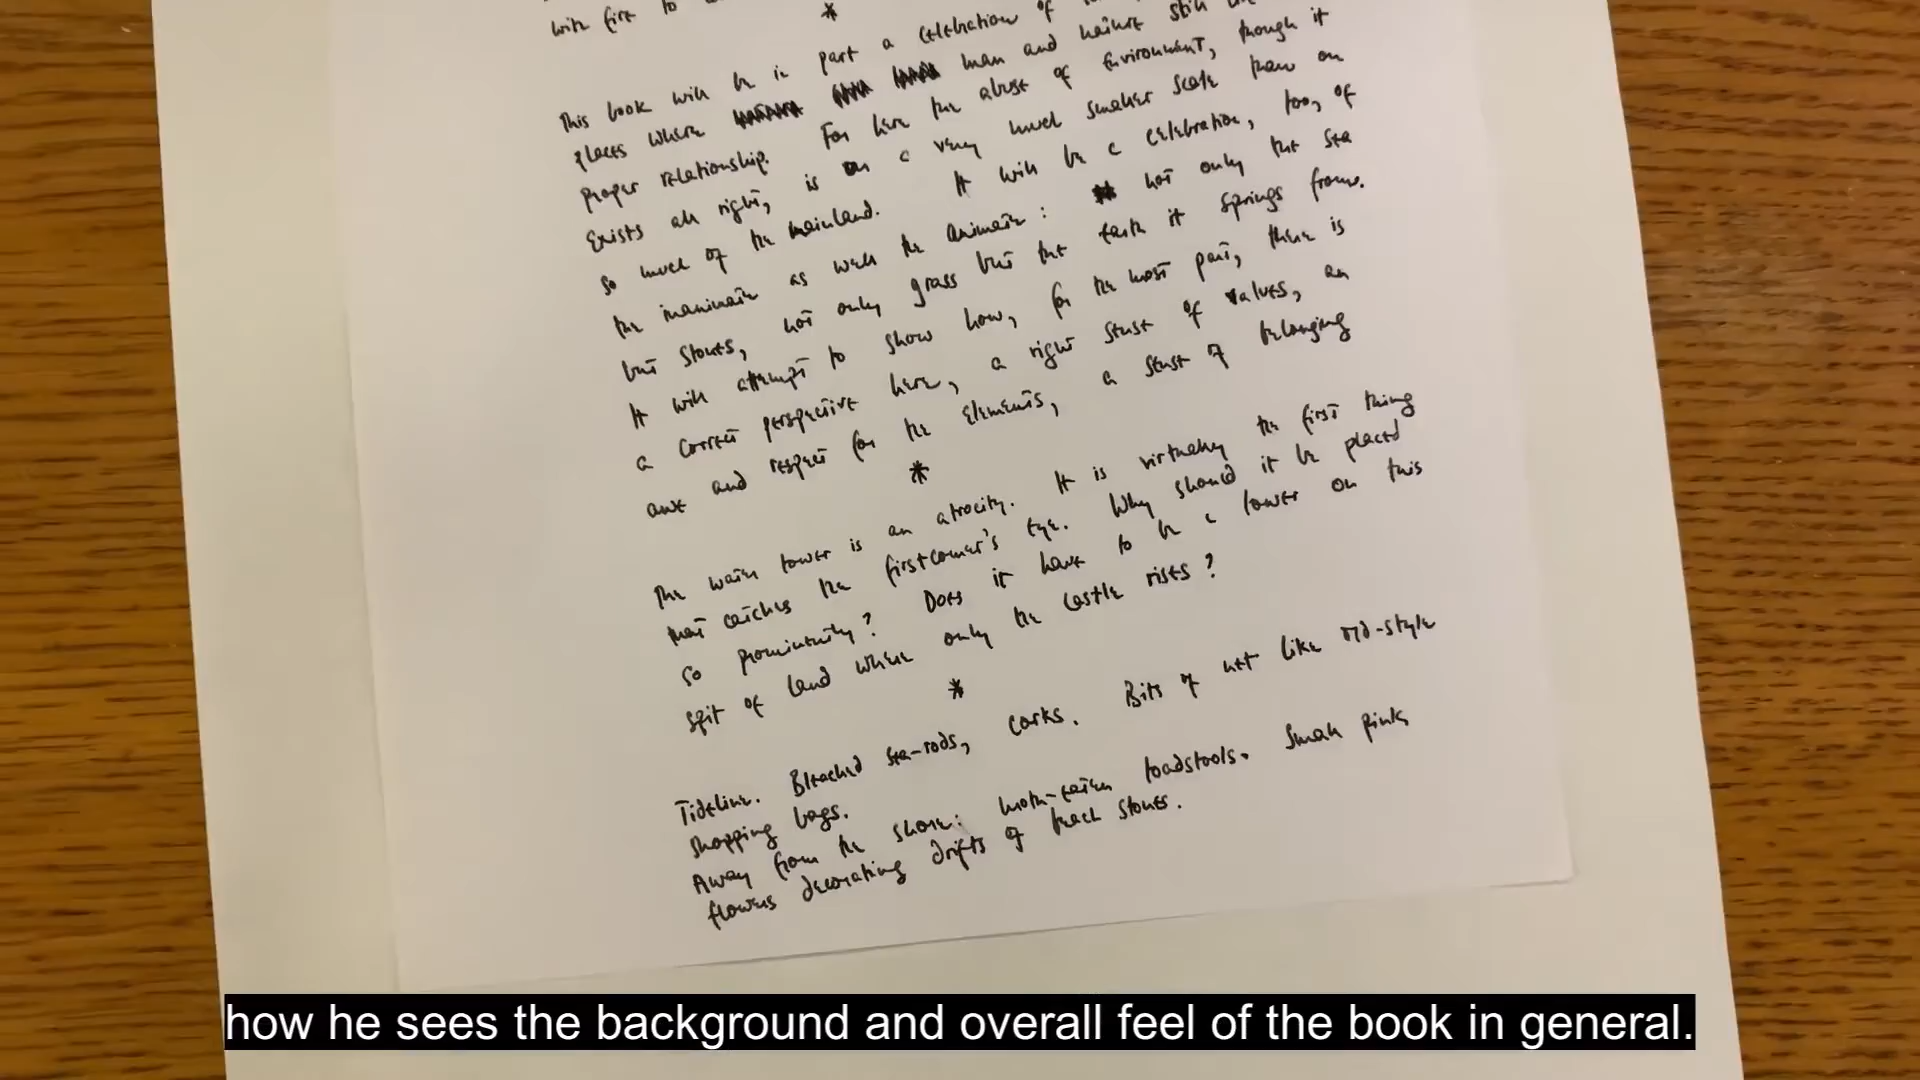 with fire to
*
This book will be in part a celebration of
places where man and nature still in
proper relationship. For here the abuse of environment, though it
exists all right, is on a very much smaller scale than on
so much of the mainland. It will be a celebration, too, of
the inanimate as well the animate: not only the sea
but stones, not only grass but the earth it springs from.
It will attempt to show how, for the most part, there is
a correct perspective here, a right sense of values, an
awe and respect for the elements, a sense of belonging
*
The water tower is an atrocity. It is virtually the first thing
that catches the firstcomer's eye. Why should it be placed
so prominently? Does it have to be a tower on this
spit of land where only the castle rises?
*
Tideline. Bleached sea-rods, corks. Bits of net like old-style
shopping bags.
Away from the shore: moth-eaten toadstools. Small pink
flowers decorating drifts of beach stones.
how he sees the background and overall feel of the book in general.